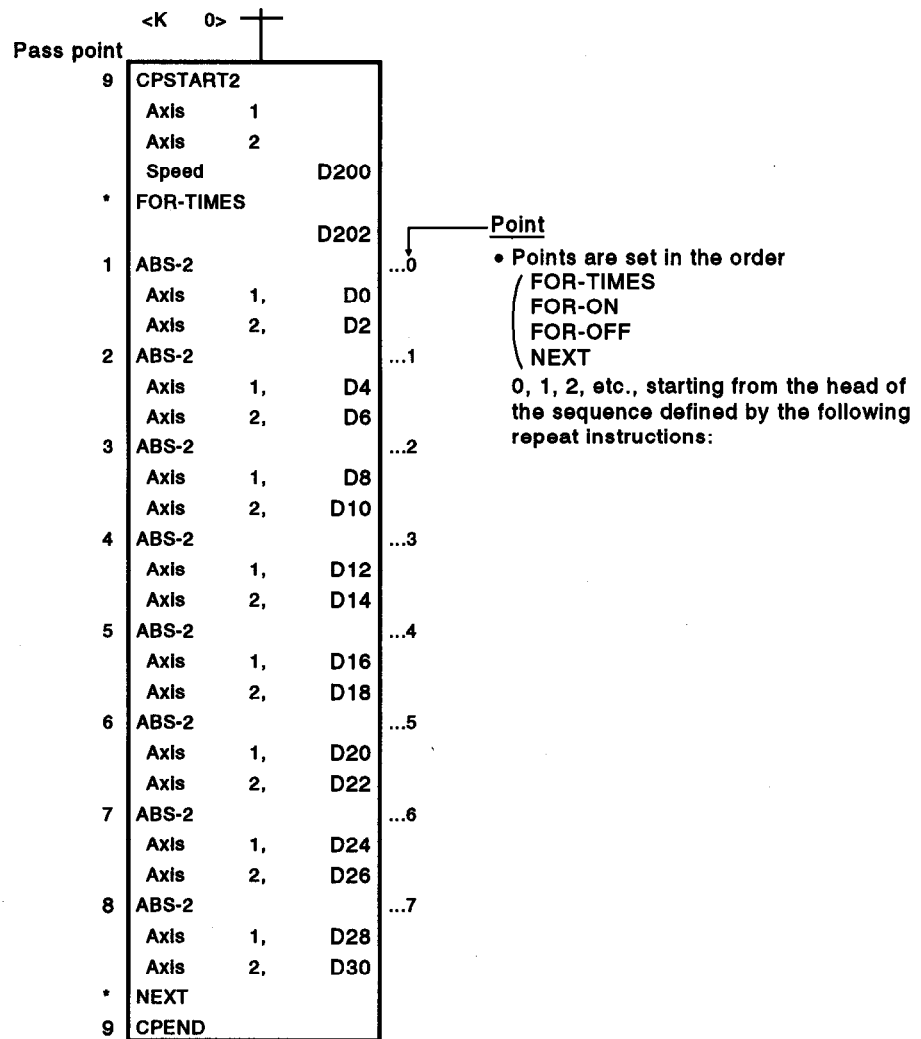 <K 0>
Pass point
9 CPSTART2
Axis 1
Axis 2
Speed D200
* FOR-TIMES
D202
1 ABS-2 ...0
Axis 1, D0
Axis 2, D2
2 ABS-2 ...1
Axis 1, D4
Axis 2, D6
3 ABS-2 ...2
Axis 1, D8
Axis 2, D10
4 ABS-2 ...3
Axis 1, D12
Axis 2, D14
5 ABS-2 ...4
Axis 1, D16
Axis 2, D18
6 ABS-2 ...5
Axis 1, D20
Axis 2, D22
7 ABS-2 ...6
Axis 1, D24
Axis 2, D26
8 ABS-2 ...7
Axis 1, D28
Axis 2, D30
* NEXT
9 CPEND
Point
• Points are set in the order
FOR-TIMES
FOR-ON
FOR-OFF
NEXT
0, 1, 2, etc., starting from the head of
the sequence defined by the following
repeat instructions: